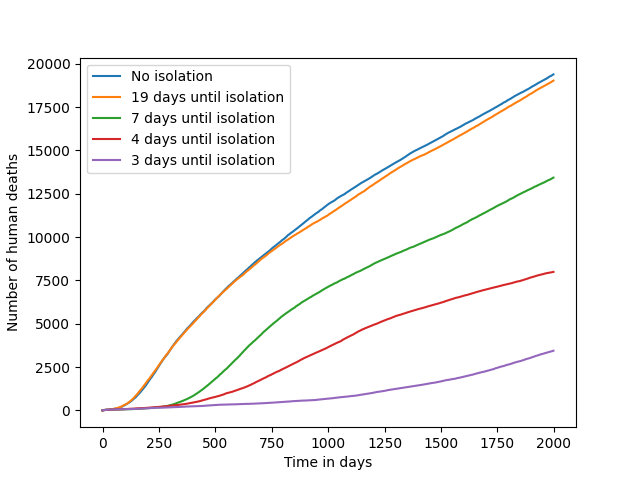 No isolation
19 days until isolation
7 days until isolation
4 days until isolation
3 days until isolation
Number of human deaths
20000
17500
15000
12500
10000
7500
5000
2500
0
0 250 500 750 1000 1250 1500 1750 2000
Time in days